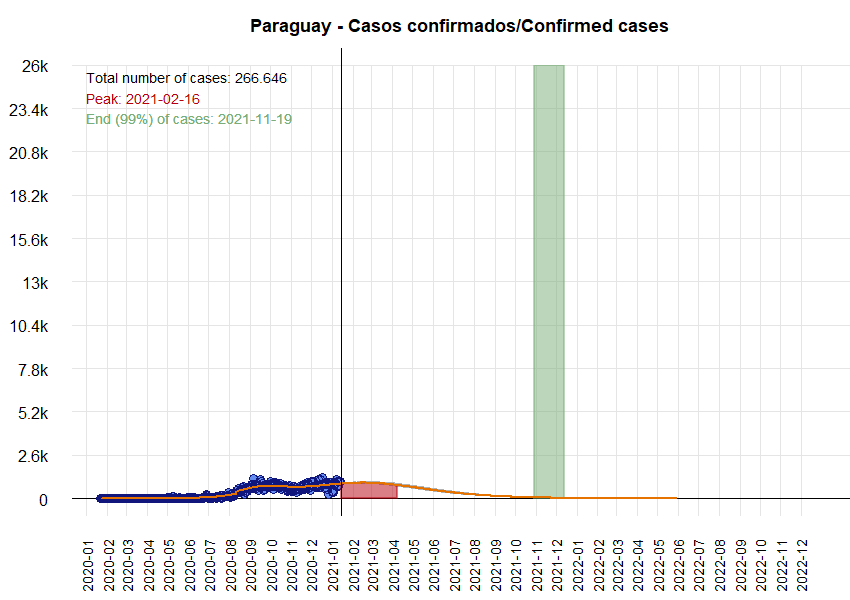 Paraguay - Casos confirmados/Confirmed cases
Total number of cases: 266.646
Peak: 2021-02-16
End (99%) of cases: 2021-11-19
26k
23.4k
20.8k
18.2k
15.6k
13k
10.4k
7.8k
5.2k
2.6k
0
2020-01
2020-02
2020-03
2020-04
2020-05
2020-06
2020-07
2020-08
2020-09
2020-10
2020-11
2020-12
2021-01
2021-02
2021-03
2021-04
2021-05
2021-06
2021-07
2021-08
2021-09
2021-10
2021-11
2021-12
2022-01
2022-02
2022-03
2022-04
2022-05
2022-06
2022-07
2022-08
2022-09
2022-10
2022-11
2022-12